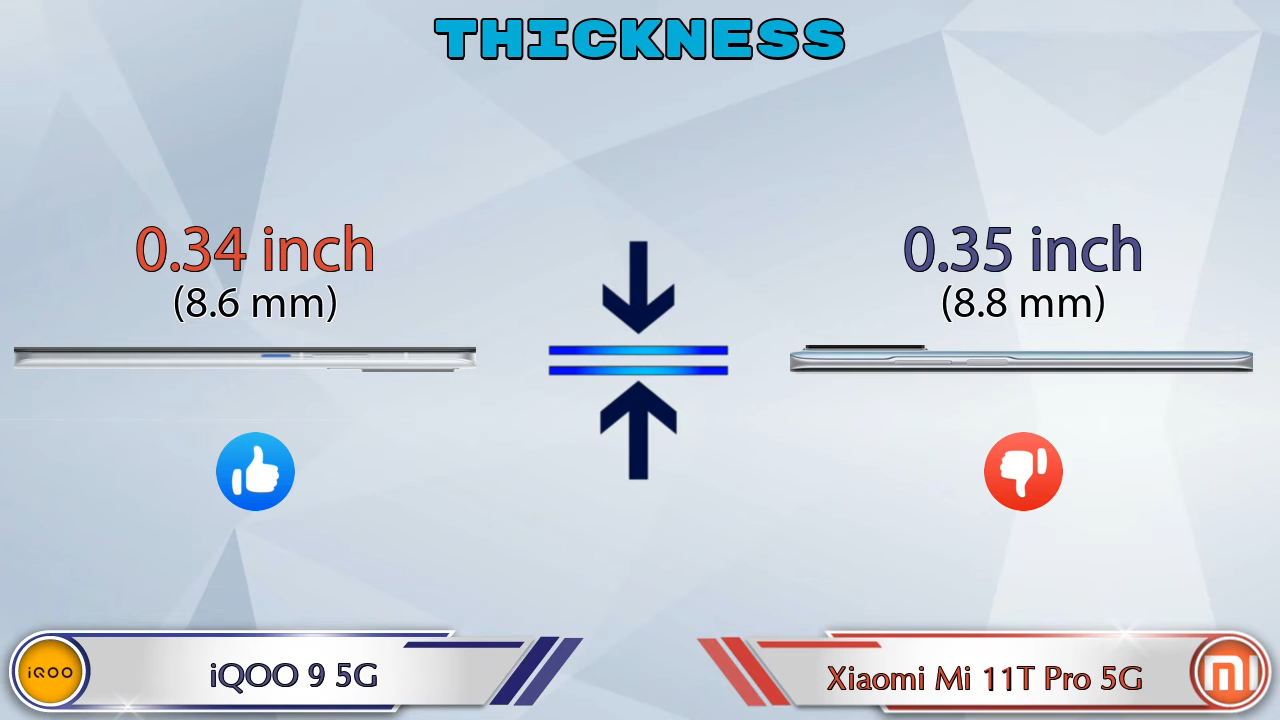 THICKNESS
0.34 inch
(8.6 mm)
0.35 inch
(8.8 mm)
iQOO
iQOO 9 5G
Xiaomi Mi 11T Pro 5G
MI